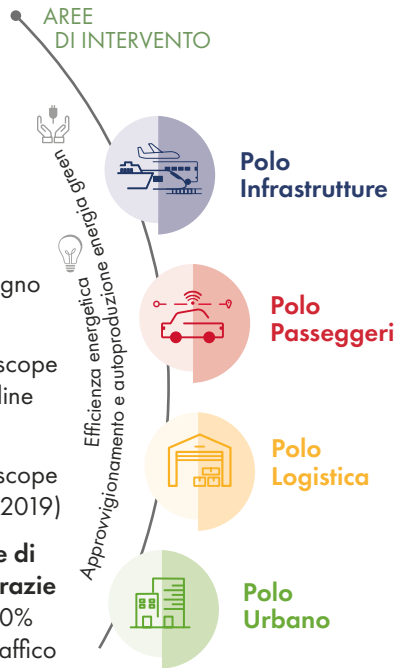 AREE
DI INTERVENTO
Polo
Infrastrutture
Efficienza energetica
Approvvigionamento e autoproduzione energia green
gno
Polo
Passeggeri
scope
line
Polo
Logistica
scope
2019)
e di
razie
0%
affico
Polo
Urbano